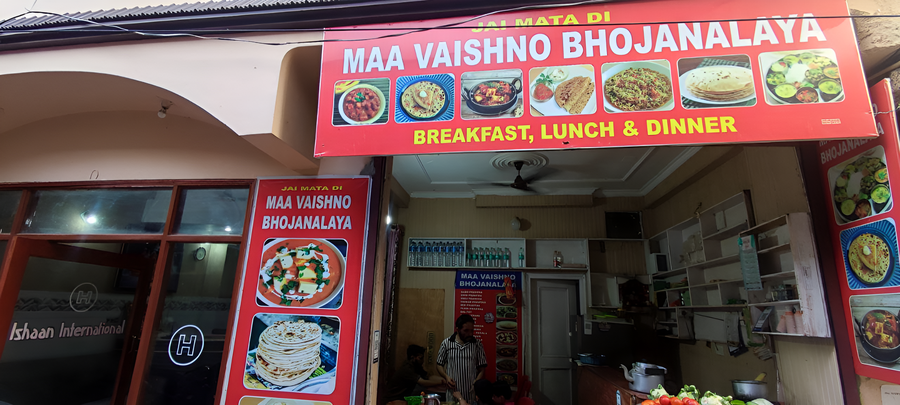 JAI MATA DI
MAA VAISHNO BHOJANALAYA
BREAKFAST, LUNCH & DINNER
JAI MATA DI
MAA VAISHNO
BHOJANALAYA
H
Ishaan International
H
MAA VAISHNO
BHOJANALAYA
BHOJANALAYA